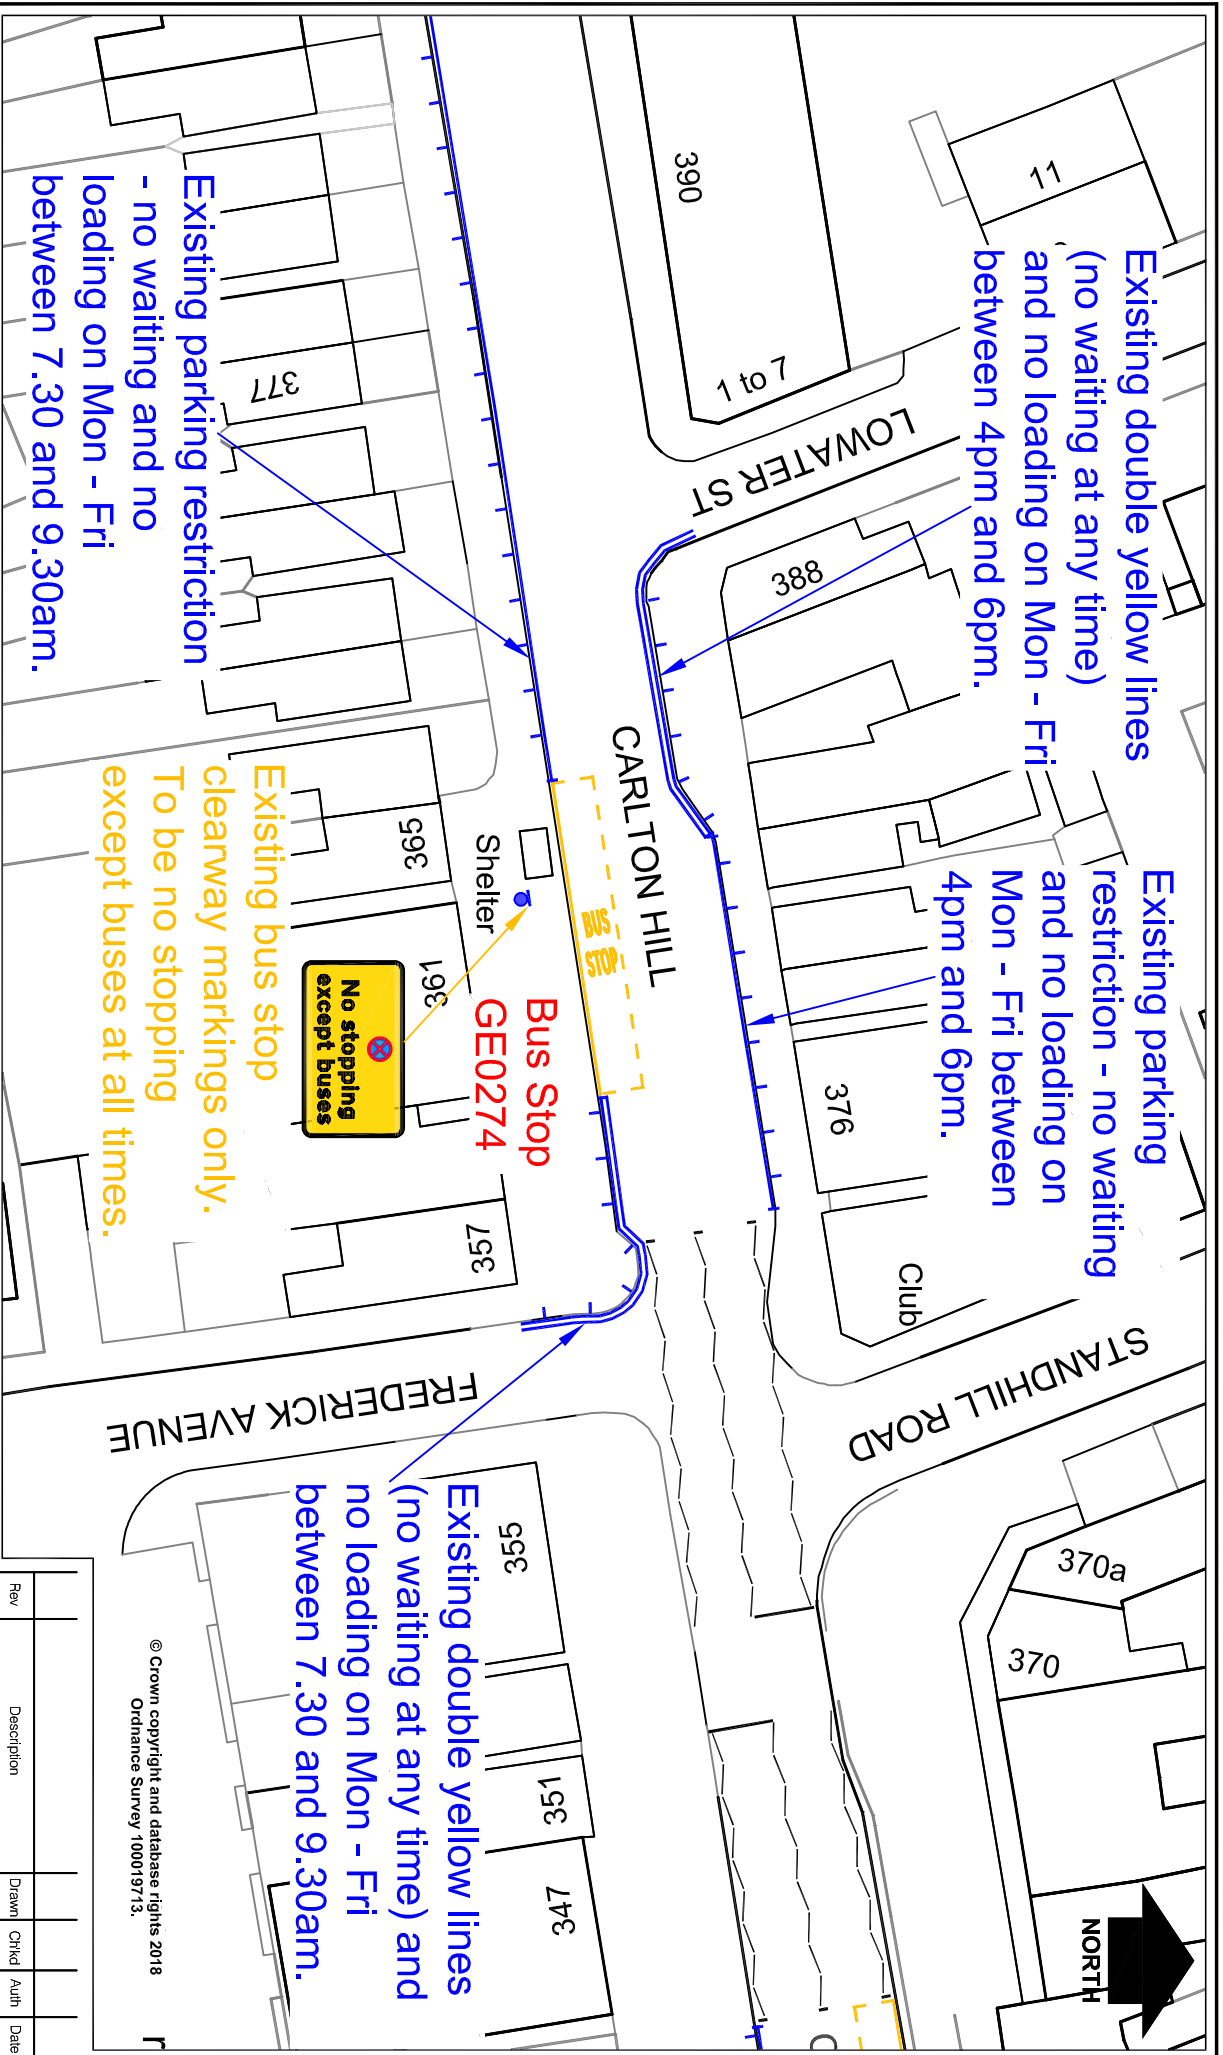 Existing double yellow lines
(no waiting at any time)
and no loading on Mon - Fri
between 4pm and 6pm.
Existing parking
restriction - no waiting
and no loading on
Mon - Fri between
4pm and 6pm.
11
390
1 to 7
LOWATER ST
388
376
Club
STANDHILL ROAD
370a
370
NORTH
CARLTON HILL
BUS
STOP
C
Existing parking restriction
- no waiting and no
loading on Mon - Fri
between 7.30 and 9.30am.
377
365
Shelter
361
Bus Stop
GE0274
No stopping
except buses
Existing bus stop
clearway markings only.
To be no stopping
except buses at all times.
357
FREDERICK AVENUE
355
351
347
Existing double yellow lines
(no waiting at any time) and
no loading on Mon - Fri
between 7.30 and 9.30am.
© Crown copyright and database rights 2018
Ordnance Survey 100019713.
r
Rev
Description
Drawn
Ch'kd
Auth
Date